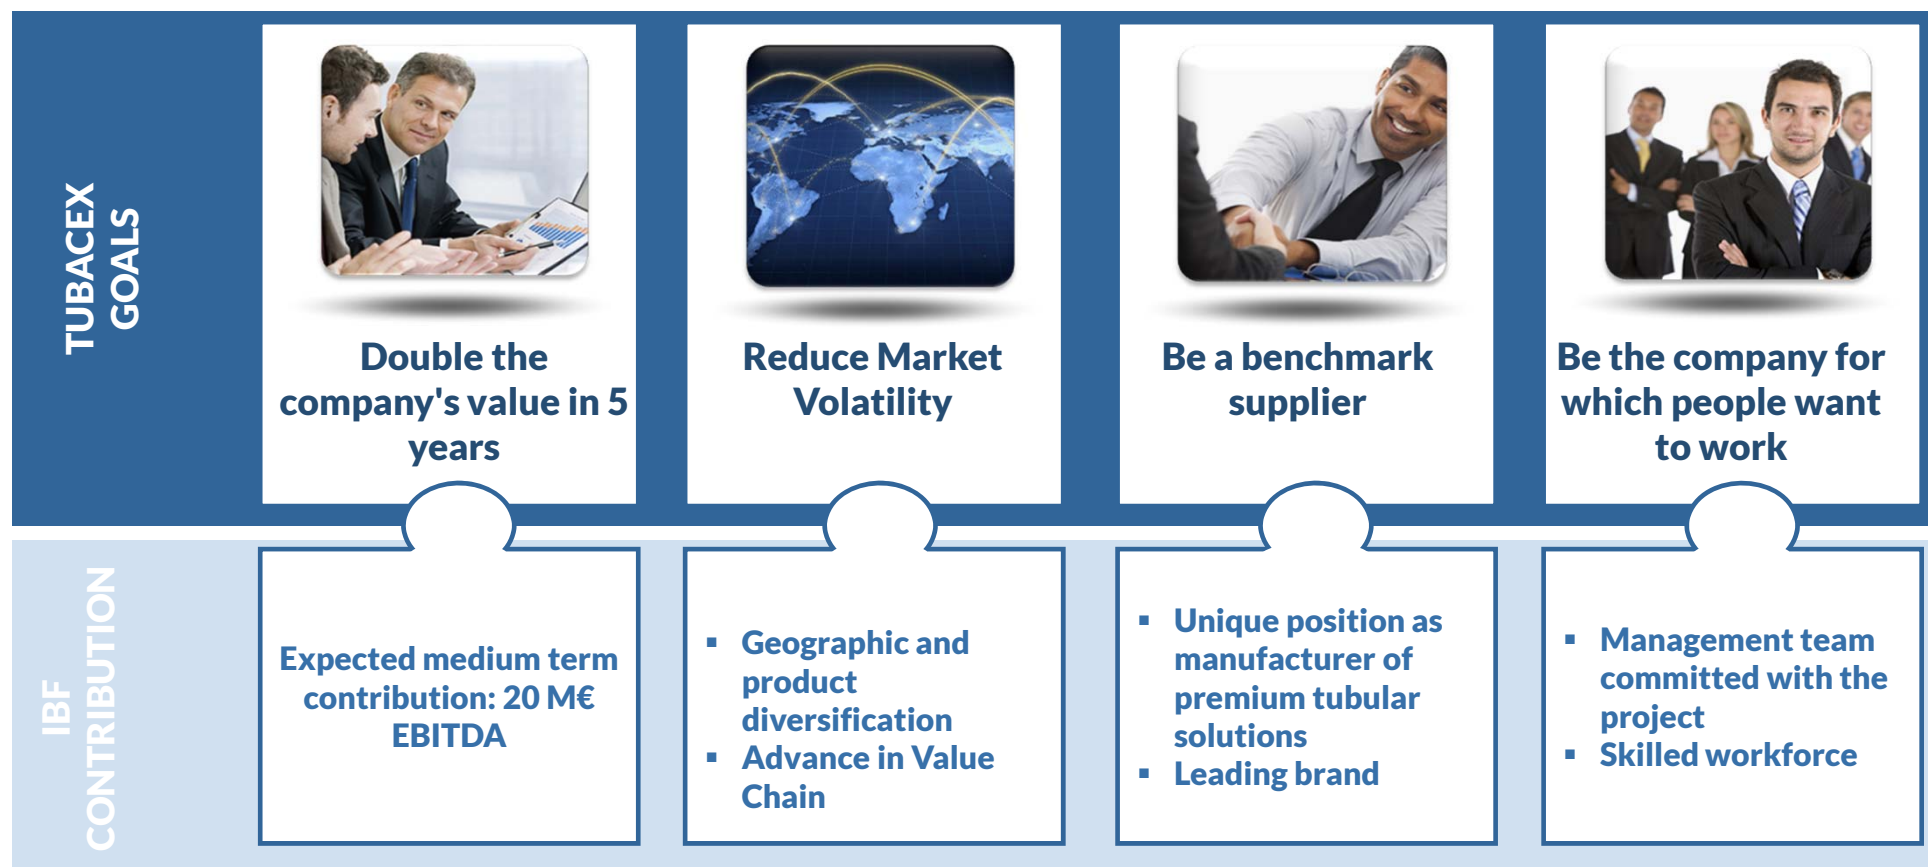 TUBACEX
GOALS
Double the
company's value in 5
years
Reduce Market
Volatility
Be a benchmark
supplier
Be the company for
which people want
to work
IBF
CONTRIBUTION
Expected medium term
contribution: 20 M€
EBITDA
▪ Geographic and
product
diversification
▪ Advance in Value
Chain
▪ Unique position as
manufacturer of
premium tubular
solutions
▪ Leading brand
▪ Management team
committed with the
project
▪ Skilled workforce